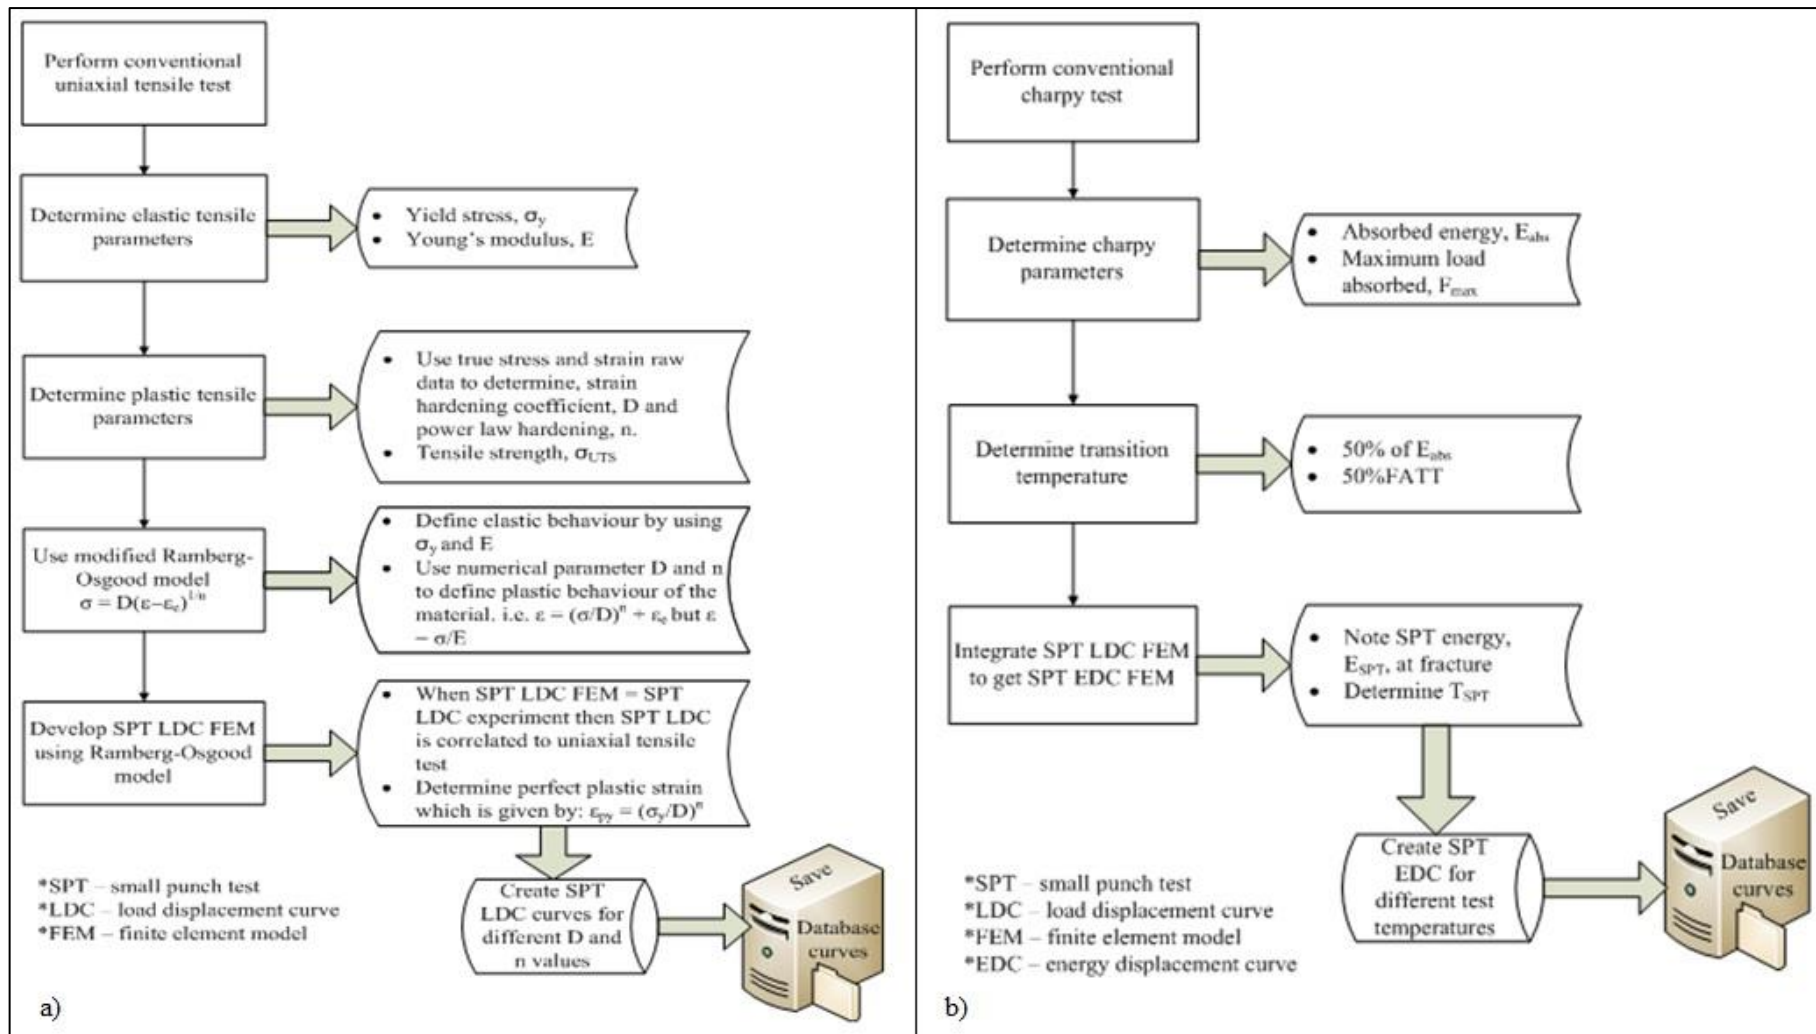 Perform conventional
uniaxial tensile test
Determine elastic tensile
parameters
• Yield stress, σy
• Young's modulus, E
Determine plastic tensile
parameters
• Use true stress and strain raw
data to determine, strain
hardening coefficient, D and
power law hardening, n.
• Tensile strength, σUTS
Use modified Ramberg-
Osgood model
σ = D(ε–εe)^1/n
• Define elastic behaviour by using
σy and E
• Use numerical parameter D and n
to define plastic behaviour of the
material. i.e. ε = (σ/D)^n + εe but ε
= σ/E
Develop SPT LDC FEM
using Ramberg-Osgood
model
• When SPT LDC FEM = SPT
LDC experiment then SPT LDC
is correlated to uniaxial tensile
test
• Determine perfect plastic strain
which is given by: εpy = (σy/D)^n
Create SPT
LDC curves for
different D and
n values
Save
Database
curves
*SPT – small punch test
*LDC – load displacement curve
*FEM – finite element model
a)
Perform conventional
charpy test
Determine charpy
parameters
• Absorbed energy, Eabs
• Maximum load
absorbed, Fmax
Determine transition
temperature
• 50% of Eabs
• 50%FATT
Integrate SPT LDC FEM
to get SPT EDC FEM
• Note SPT energy,
ESPT, at fracture
• Determine TSPT
Create SPT
EDC for
different test
temperatures
Save
Database
curves
*SPT – small punch test
*LDC – load displacement curve
*FEM – finite element model
*EDC – energy displacement curve
b)